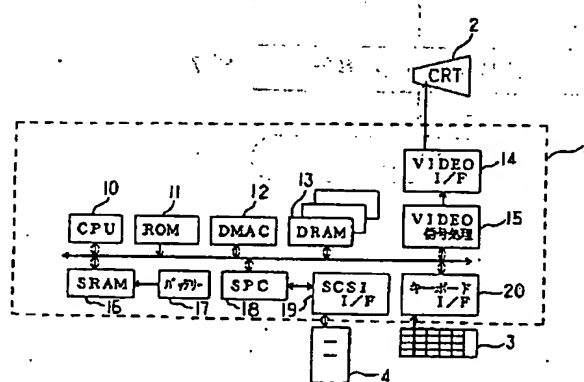 2
CRT
VIDEO
I/F
14
10
11
12
13
CPU
ROM
DMAC
DRAM
VIDEO
信号処理
15
SRAM
16
バッテリー
17
SPC
18
SCSI
I/F
19
キーボード
I/F
20
4
3